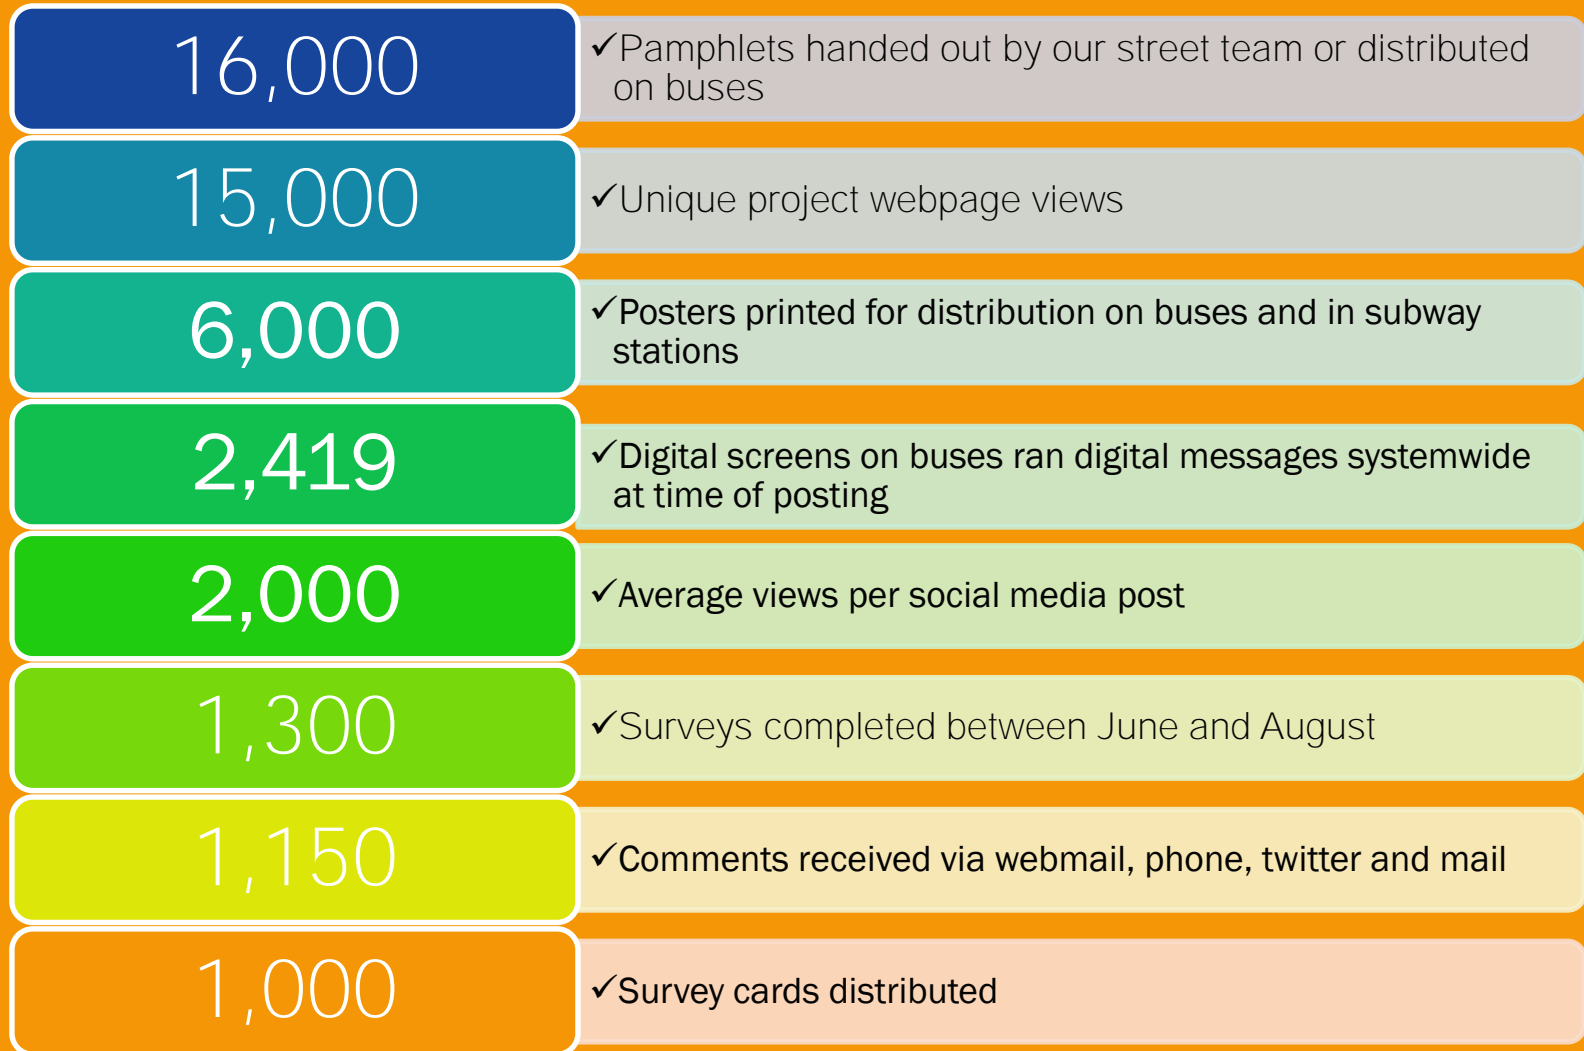 16,000
✓Pamphlets handed out by our street team or distributed
on buses
15,000
✓Unique project webpage views
6,000
✓Posters printed for distribution on buses and in subway
stations
2,419
✓Digital screens on buses ran digital messages systemwide
at time of posting
2,000
✓Average views per social media post
1,300
✓Surveys completed between June and August
1,150
✓Comments received via webmail, phone, twitter and mail
1,000
✓Survey cards distributed